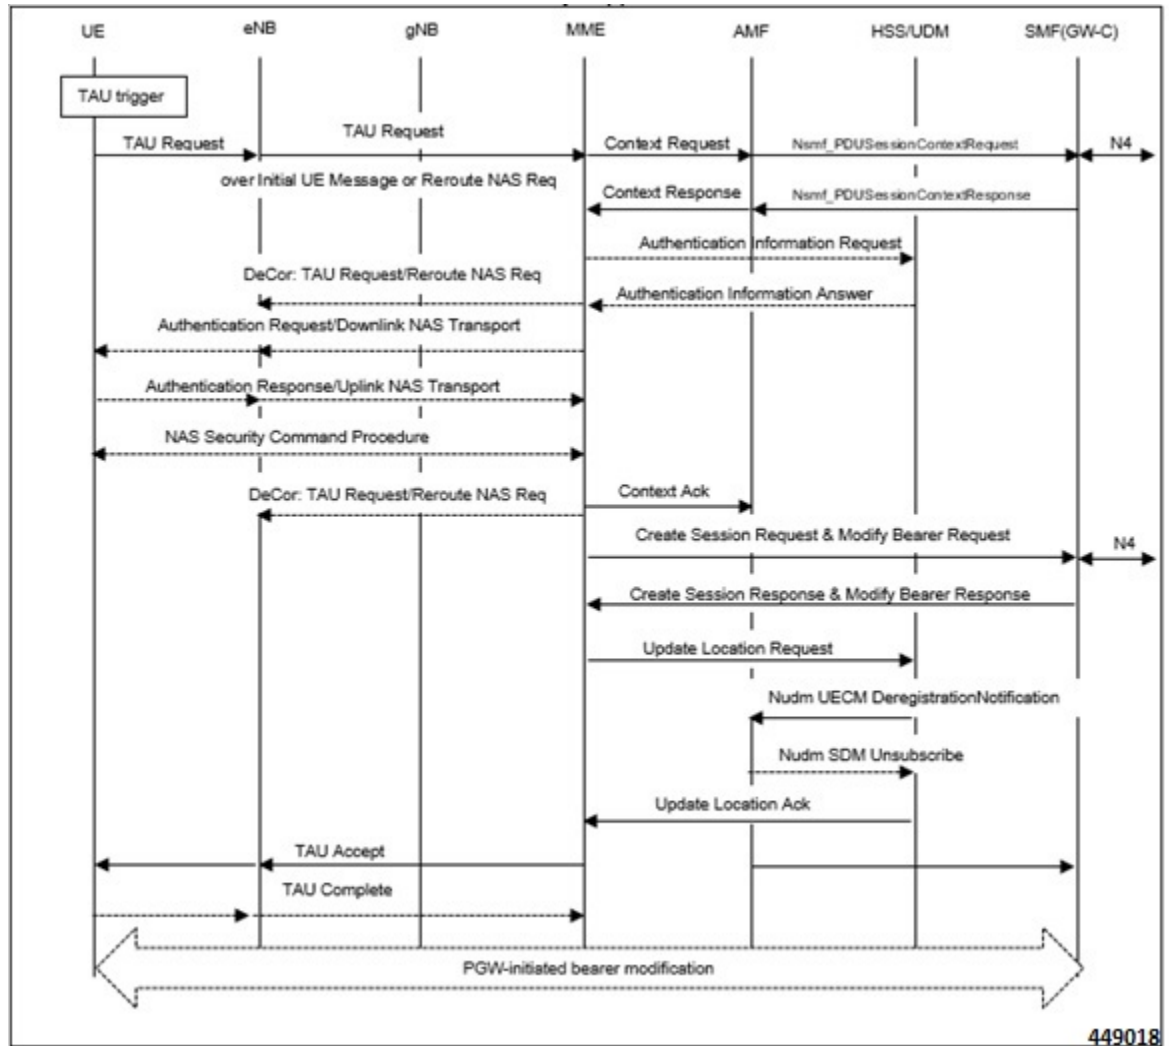 UE eNB gNB MME AMF HSS/UDM SMF(GW-C)
TAU trigger
TAU Request TAU Request Context Request Nsmf_PDUSessionContextRequest N4
over Initial UE Message or Reroute NAS Req
Context Response Nsmf_PDUSessionContextResponse
Authentication Information Request
DeCor: TAU Request/Reroute NAS Req
Authentication Information Answer
Authentication Request/Downlink NAS Transport
Authentication Response/Uplink NAS Transport
NAS Security Command Procedure
DeCor: TAU Request/Reroute NAS Req Context Ack
Create Session Request & Modify Bearer Request N4
Create Session Response & Modify Bearer Response
Update Location Request
Nudm UECM DeregistrationNotification
Nudm SDM Unsubscribe
Update Location Ack
TAU Accept
TAU Complete
PGW-initiated bearer modification
449018